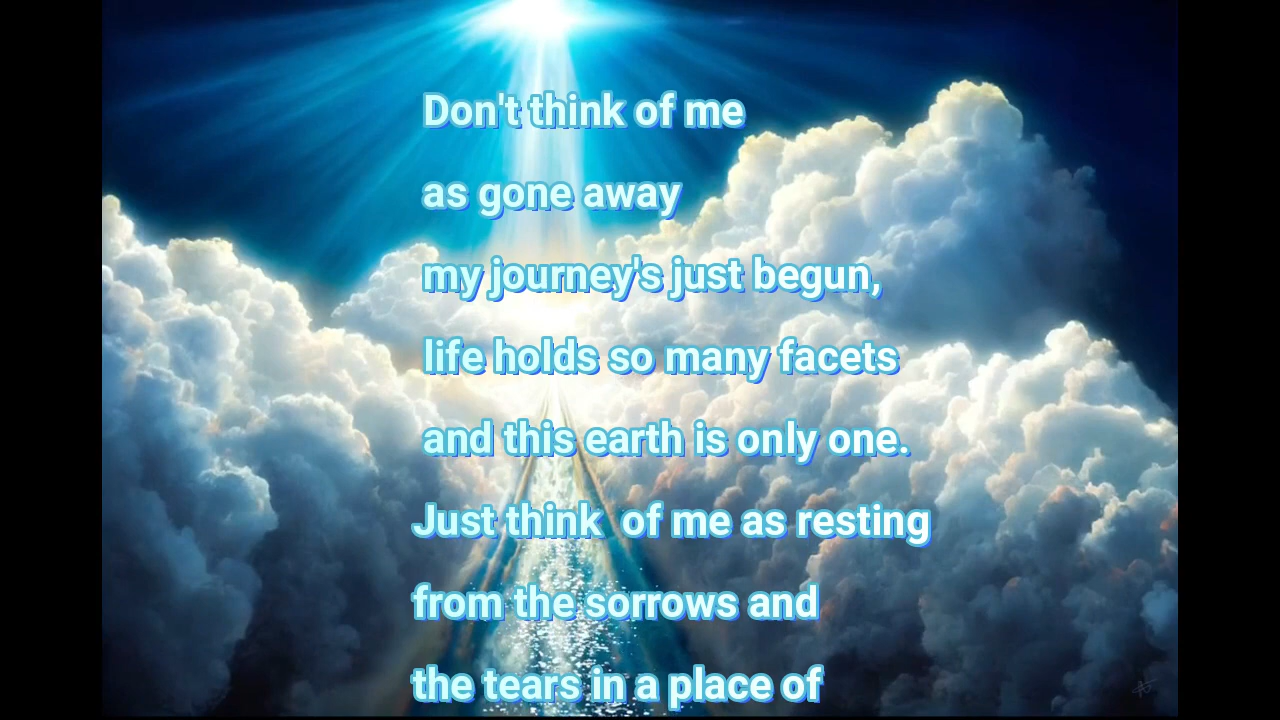 Don't think of me
as gone away
my journey's just begun,
life holds so many facets
and this earth is only one.
Just think  of me as resting
from the sorrows and
the tears in a place of